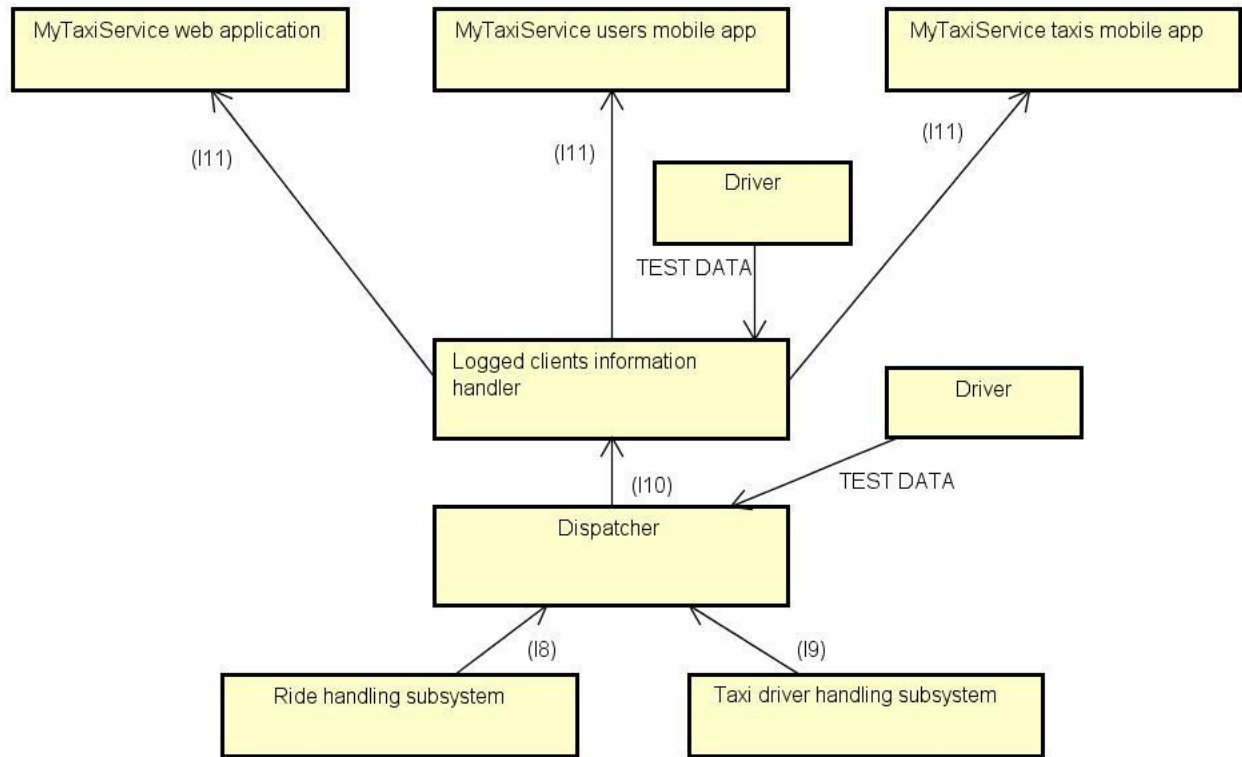 MyTaxiService web application
MyTaxiService users mobile app
MyTaxiService taxis mobile app
(I11)
(I11)
(I11)
Driver
TEST DATA
Logged clients information
handler
Driver
TEST DATA
(I10)
Dispatcher
(I8)
(I9)
Ride handling subsystem
Taxi driver handling subsystem